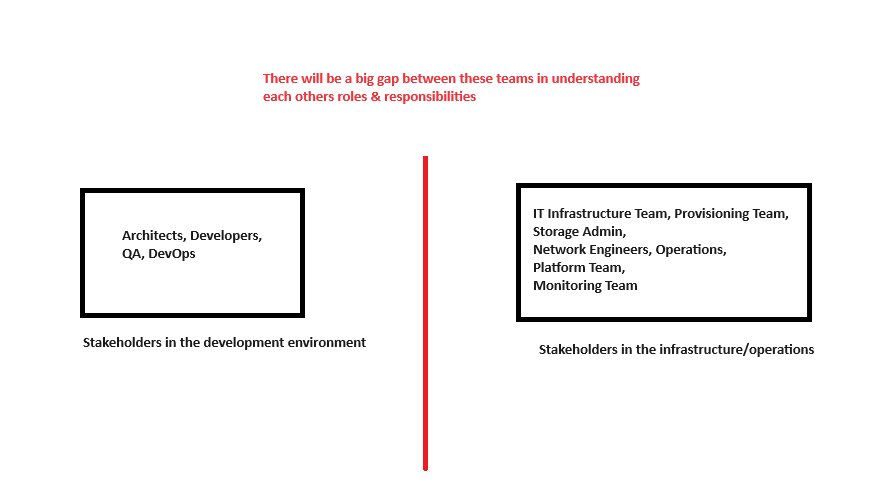 There will be a big gap between these teams in understanding
each others roles & responsibilities
Architects, Developers,
QA, DevOps
Stakeholders in the development environment
IT Infrastructure Team, Provisioning Team,
Storage Admin,
Network Engineers, Operations,
Platform Team,
Monitoring Team
Stakeholders in the infrastructure/operations